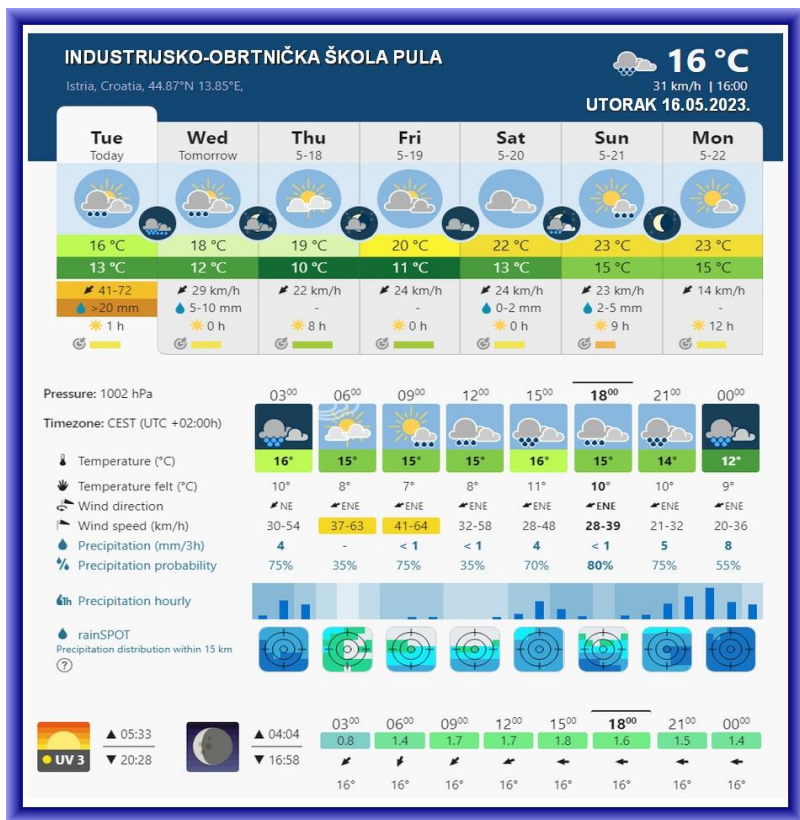 INDUSTRIJSKO-OBRTNIČKA ŠKOLA PULA
16 °C
Istria, Croatia, 44.87°N 13.85°E,
31 km/h | 16:00
UTORAK 16.05.2023.
Tue Wed Thu Fri Sat Sun Mon
Today Tomorrow 5-18 5-19 5-20 5-21 5-22
16 °C 18 °C 19 °C 20 °C 22 °C 23 °C 23 °C
13 °C 12 °C 10 °C 11 °C 13 °C 15 °C 15 °C
41-72 29 km/h 22 km/h 24 km/h 24 km/h 23 km/h 14 km/h
>20 mm 5-10 mm - - 0-2 mm 2-5 mm -
1 h 0 h 8 h 0 h 0 h 9 h 12 h
Pressure: 1002 hPa
03⁰⁰ 06⁰⁰ 09⁰⁰ 12⁰⁰ 15⁰⁰ 18⁰⁰ 21⁰⁰ 00⁰⁰
Timezone: CEST (UTC +02:00h)
Temperature (°C) 16° 15° 15° 15° 16° 15° 14° 12°
Temperature felt (°C) 10° 8° 7° 8° 11° 10° 10° 9°
Wind direction NE ENE ENE ENE ENE ENE ENE ENE
Wind speed (km/h) 30-54 37-63 41-64 32-58 28-48 28-39 21-32 20-36
Precipitation (mm/3h) 4 - < 1 < 1 4 < 1 5 8
Precipitation probability 75% 35% 75% 35% 70% 80% 75% 55%
1h Precipitation hourly
rainSPOT
Precipitation distribution within 15 km
?
03⁰⁰ 06⁰⁰ 09⁰⁰ 12⁰⁰ 15⁰⁰ 18⁰⁰ 21⁰⁰ 00⁰⁰
▲ 05:33 ▲ 04:04
0.8 1.4 1.7 1.7 1.8 1.6 1.5 1.4
UV 3 ▼ 20:28 ▼ 16:58
16° 16° 16° 16° 16° 16° 16° 16°